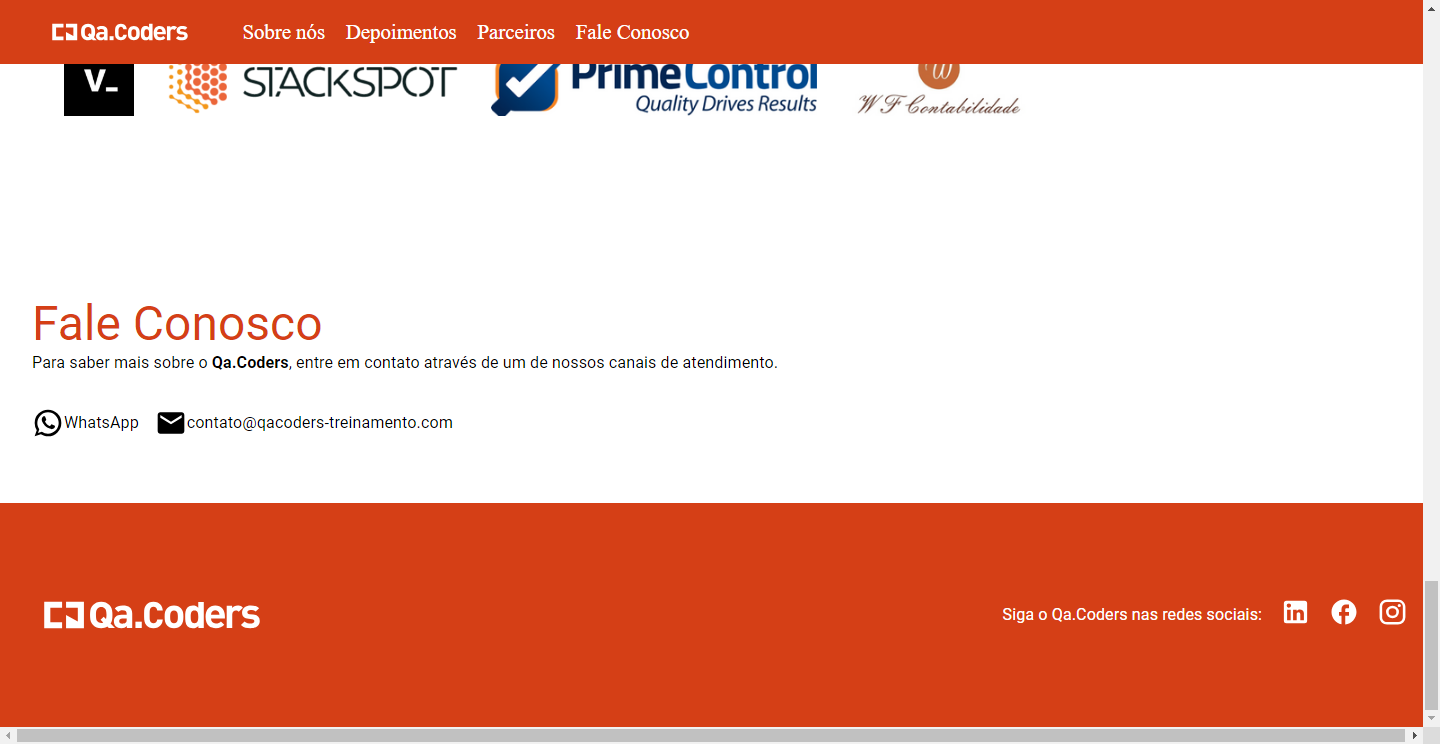 Qa.Coders Sobre nós Depoimentos Parceiros Fale Conosco
V_ STACKSPOT PrimeControl
Quality Drives Results
W
W F Contabilidade
Fale Conosco
Para saber mais sobre o Qa.Coders, entre em contato através de um de nossos canais de atendimento.
WhatsApp contato@qacoders-treinamento.com
Qa.Coders Siga o Qa.Coders nas redes sociais:
in